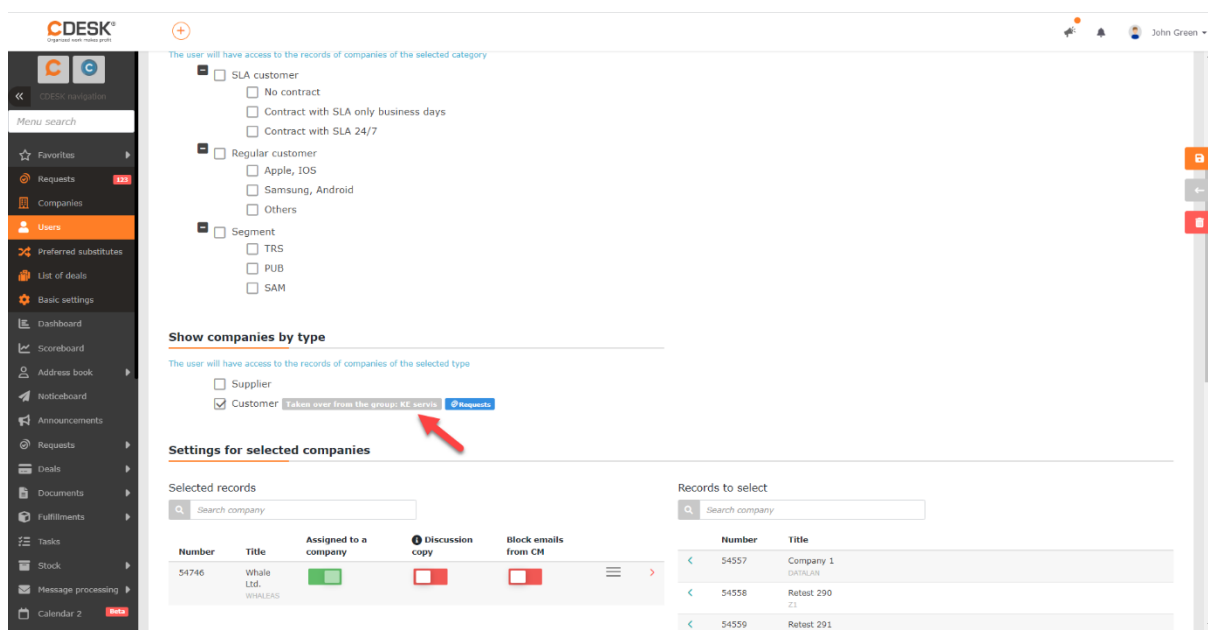 CDESK®
Organized work makes profit
John Green
CDESK navigation
Menu search
Favorites
Requests 123
Companies
Users
Preferred substitutes
List of deals
Basic settings
Dashboard
Scoreboard
Address book
Noticeboard
Announcements
Requests
Deals
Documents
Fulfillments
Tasks
Stock
Message processing
Calendar 2 Beta
The user will have access to the records of companies of the selected category
SLA customer
No contract
Contract with SLA only business days
Contract with SLA 24/7
Regular customer
Apple, IOS
Samsung, Android
Others
Segment
TRS
PUB
SAM
Show companies by type
The user will have access to the records of companies of the selected type
Supplier
Customer Taken over from the group: KE servis @Requests
Settings for selected companies
Selected records
Search company
Number Title Assigned to a company Discussion copy Block emails from CM
54746 Whale Ltd.
WHALEAS
Records to select
Search company
Number Title
54557 Company 1
DATALAN
54558 Retest 290
Z1
54559 Retest 291